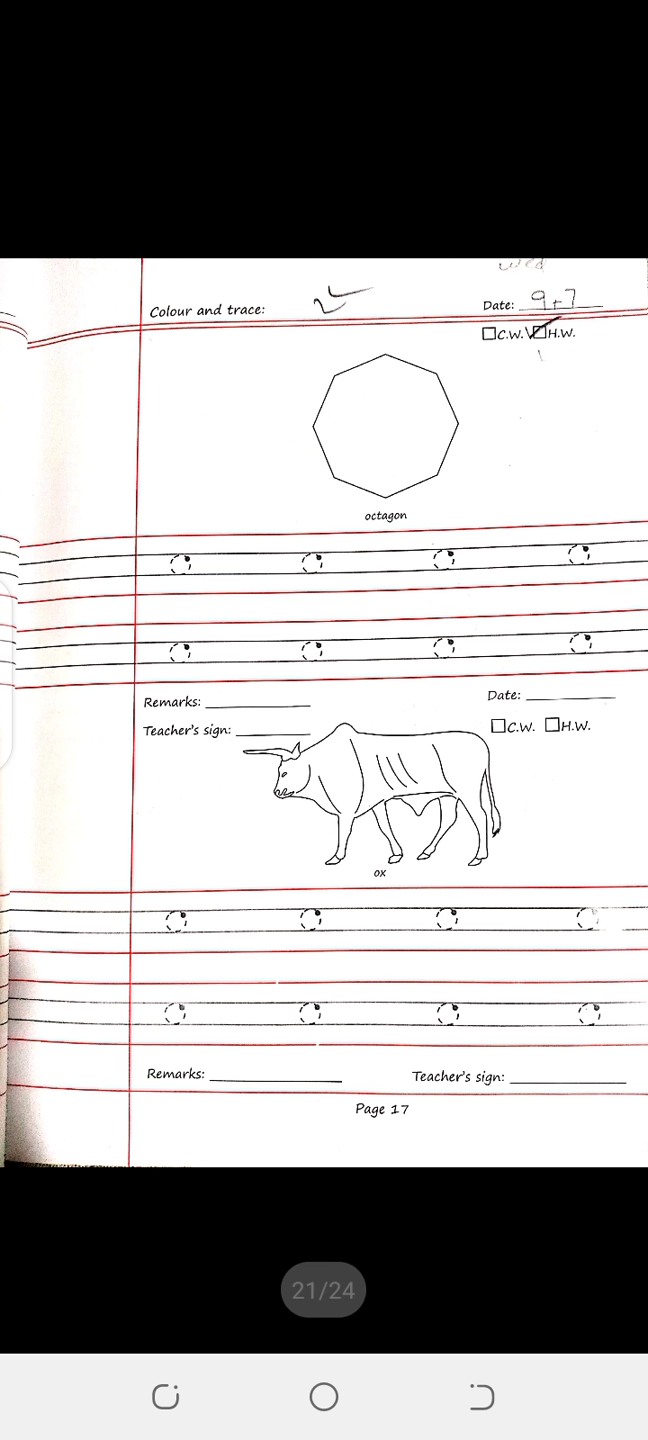 Wed
Colour and trace:
Date: 9-7
C.W. H.W.
octagon
c c c c
c c c c
Remarks:
Date:
Teacher's sign:
C.W. H.W.
ox
c c c c
c c c c
Remarks:
Teacher's sign:
Page 17
21/24